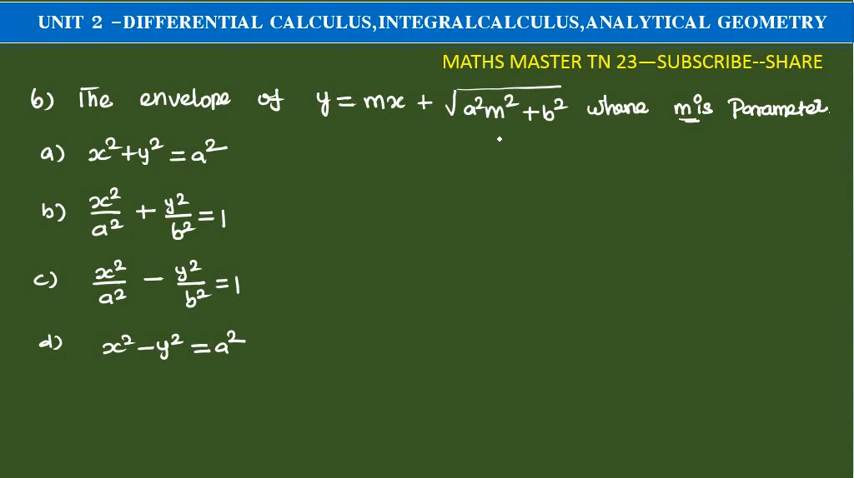 UNIT 2 –DIFFERENTIAL CALCULUS,INTEGRALCALCULUS,ANALYTICAL GEOMETRY
MATHS MASTER TN 23—SUBSCRIBE--SHARE
6) The envelope of y = mx + √(a²m² + b²) where m is Parameter.
a) x² + y² = a²
b) x²/a² + y²/b² = 1
c) x²/a² − y²/b² = 1
d) x² − y² = a²